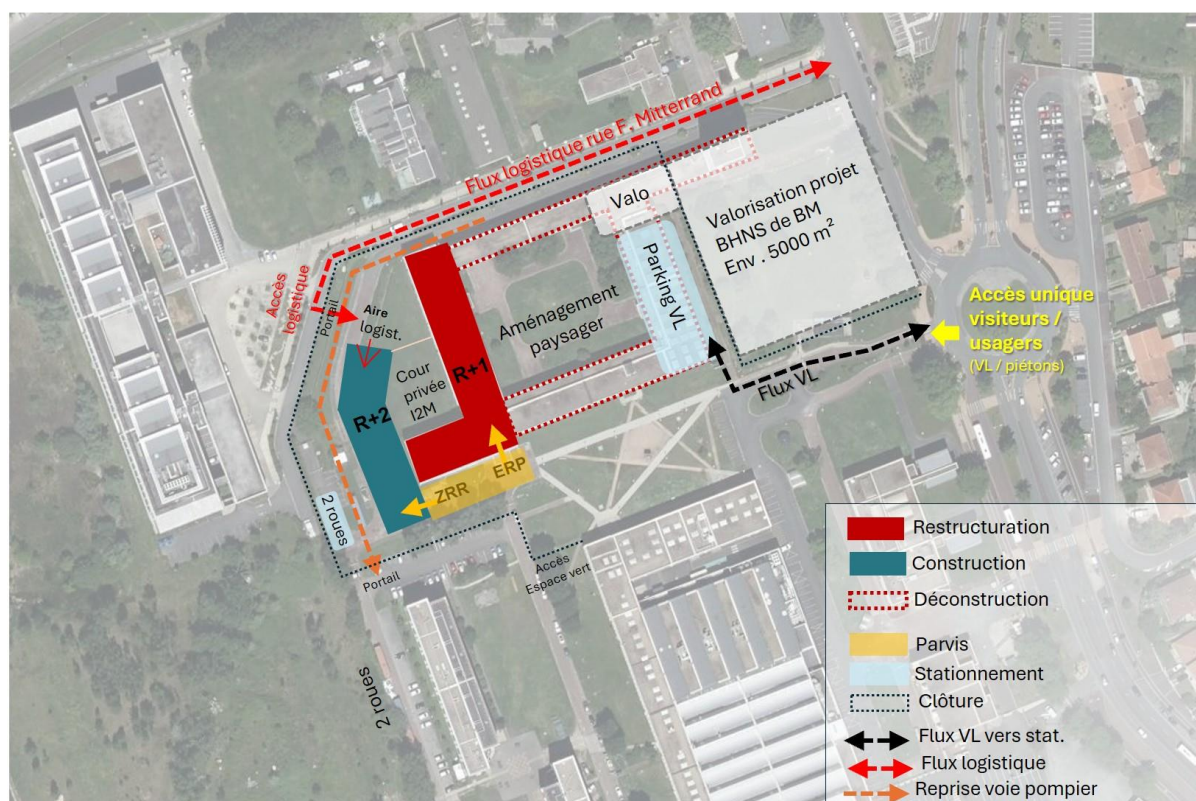 Flux logistique rue F. Mitterrand
Valo
Valorisation projet
BHNS de BM
Env . 5000 m²
Parking VL
Aménagement
paysager
Accès
logistique
Portail
Aire
logist.
Cour
privée
I2M
R+1
R+2
Accès unique
visiteurs /
usagers
(VL / piétons)
Flux VL
ERP
ZRR
2 roues
Portail
Accès
Espace vert
2 roues
Restructuration
Construction
Déconstruction
Parvis
Stationnement
Clôture
Flux VL vers stat.
Flux logistique
Reprise voie pompier